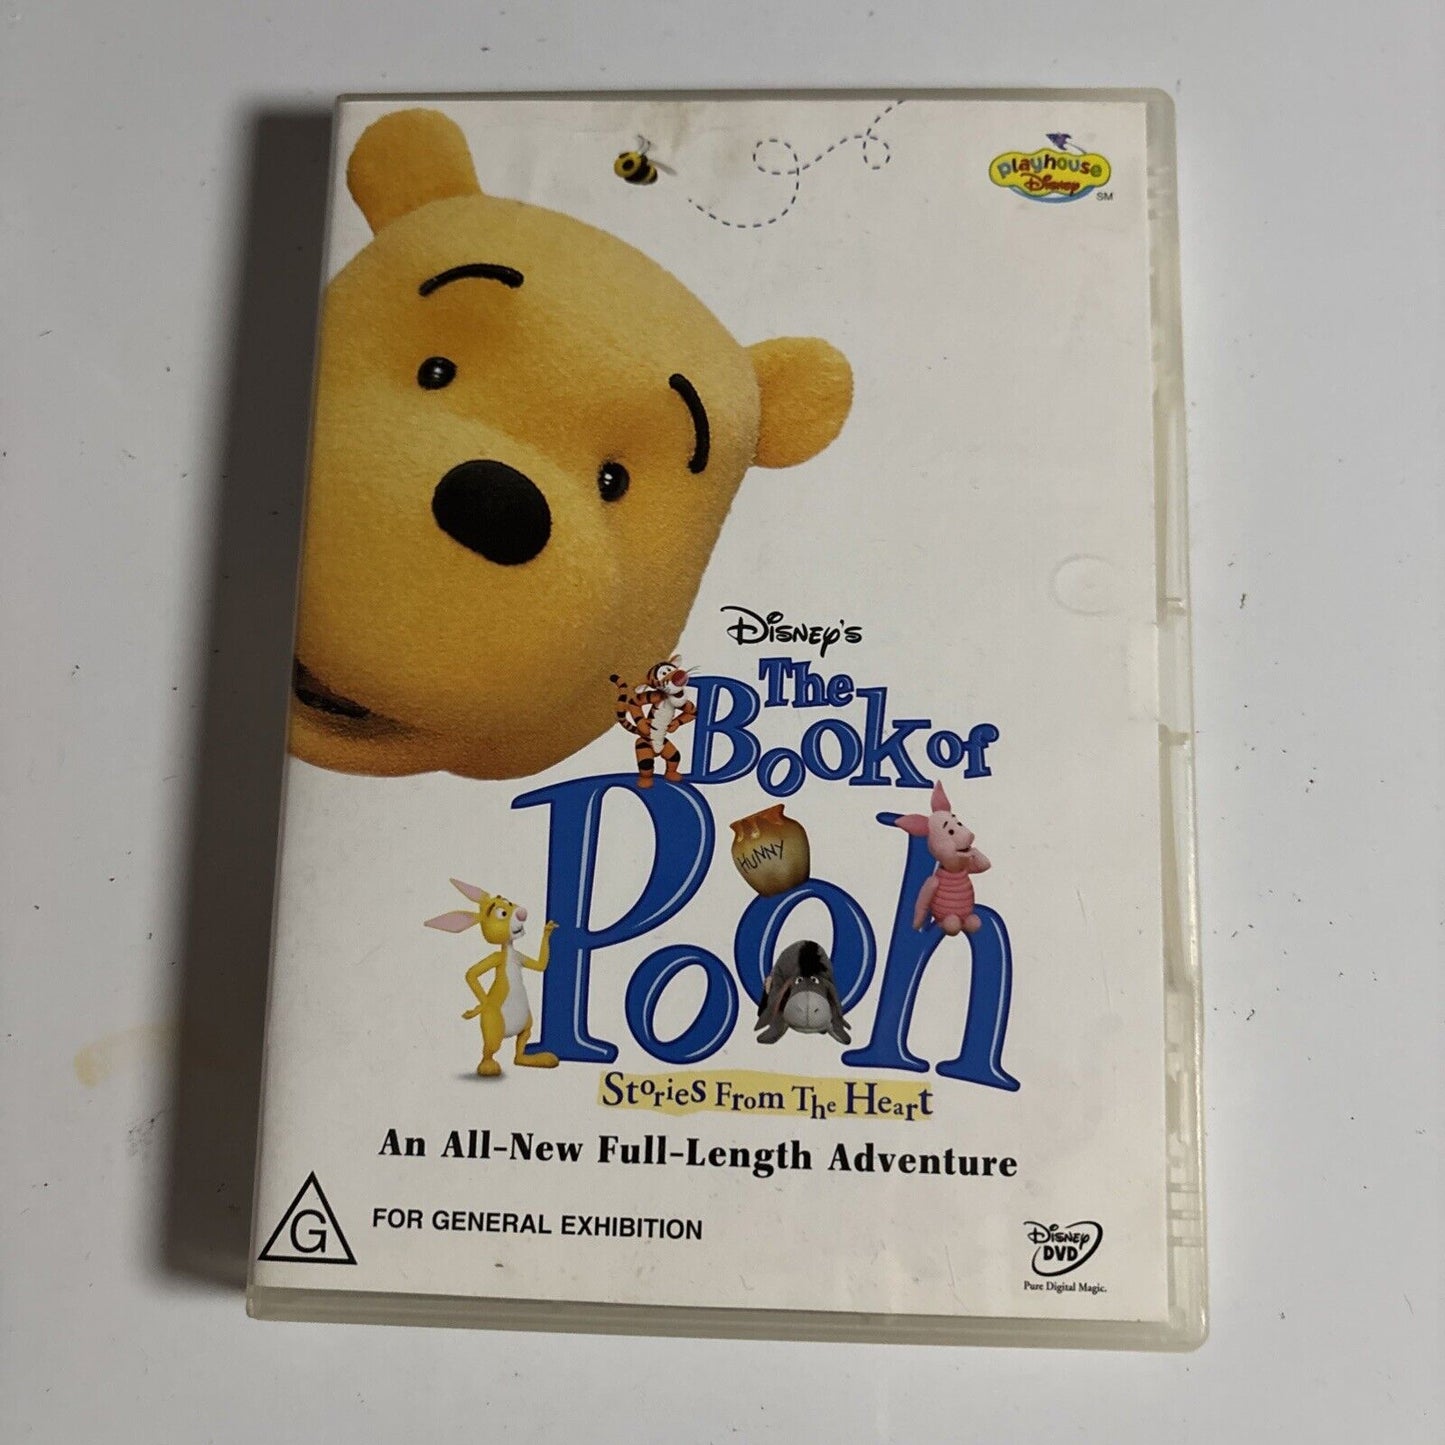 playhouse
Disney
SM
Disney's
The
Book of
Pooh
HUNNY
Stories From The Heart
An All-New Full-Length Adventure
G
FOR GENERAL EXHIBITION
Disney
DVD
Pure Digital Magic.